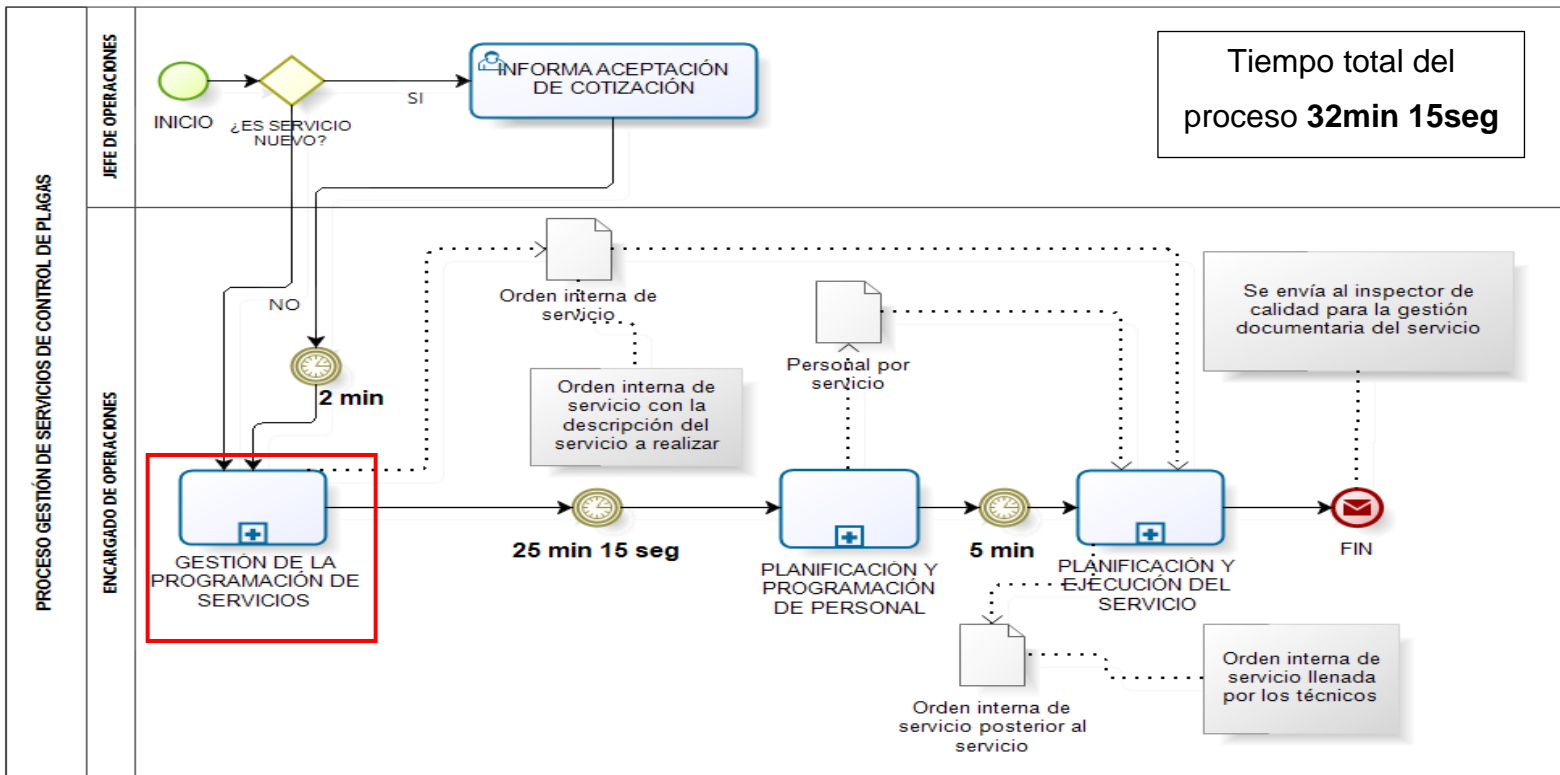 PROCESO GESTIÓN DE SERVICIOS DE CONTROL DE PLAGAS
JEFE DE OPERACIONES
INICIO
¿ES SERVICIO
NUEVO?
SI
INFORMA ACEPTACIÓN
DE COTIZACIÓN
Tiempo total del
proceso 32min 15seg
ENCARGADO DE OPERACIONES
NO
2 min
Orden interna de
servicio
Orden interna de
servicio con la
descripción del
servicio a realizar
Personal por
servicio
Se envía al inspector de
calidad para la gestión
documentaria del servicio
GESTIÓN DE LA
PROGRAMACIÓN DE
SERVICIOS
25 min 15 seg
PLANIFICACIÓN Y
PROGRAMACIÓN
DE PERSONAL
5 min
PLANIFICACIÓN Y
EJECUCIÓN DEL
SERVICIO
FIN
Orden interna de
servicio posterior al
servicio
Orden interna de
servicio llenada
por los técnicos